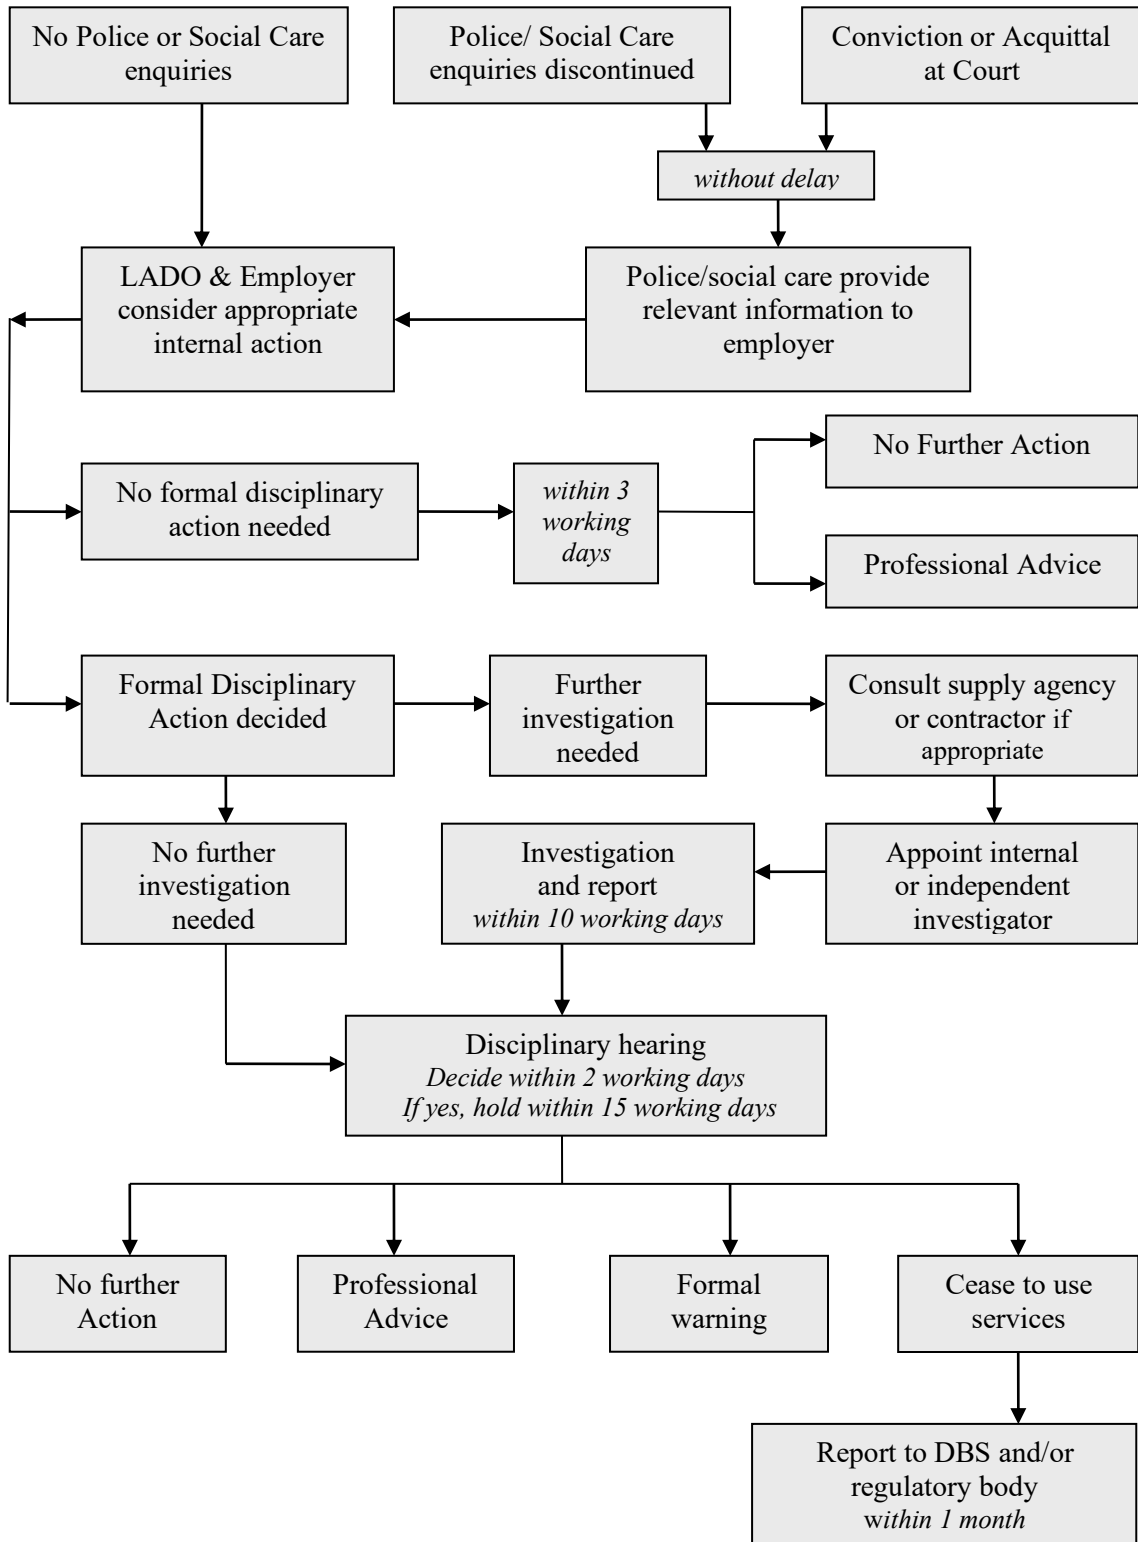 No Police or Social Care
enquiries
Police/ Social Care
enquiries discontinued
Conviction or Acquittal
at Court
without delay
LADO & Employer
consider appropriate
internal action
Police/social care provide
relevant information to
employer
No Further Action
No formal disciplinary
action needed
within 3
working
days
Professional Advice
Formal Disciplinary
Action decided
Further
investigation
needed
Consult supply agency
or contractor if
appropriate
No further
investigation
needed
Investigation
and report
within 10 working days
Appoint internal
or independent
investigator
Disciplinary hearing
Decide within 2 working days
If yes, hold within 15 working days
No further
Action
Professional
Advice
Formal
warning
Cease to use
services
Report to DBS and/or
regulatory body
within 1 month